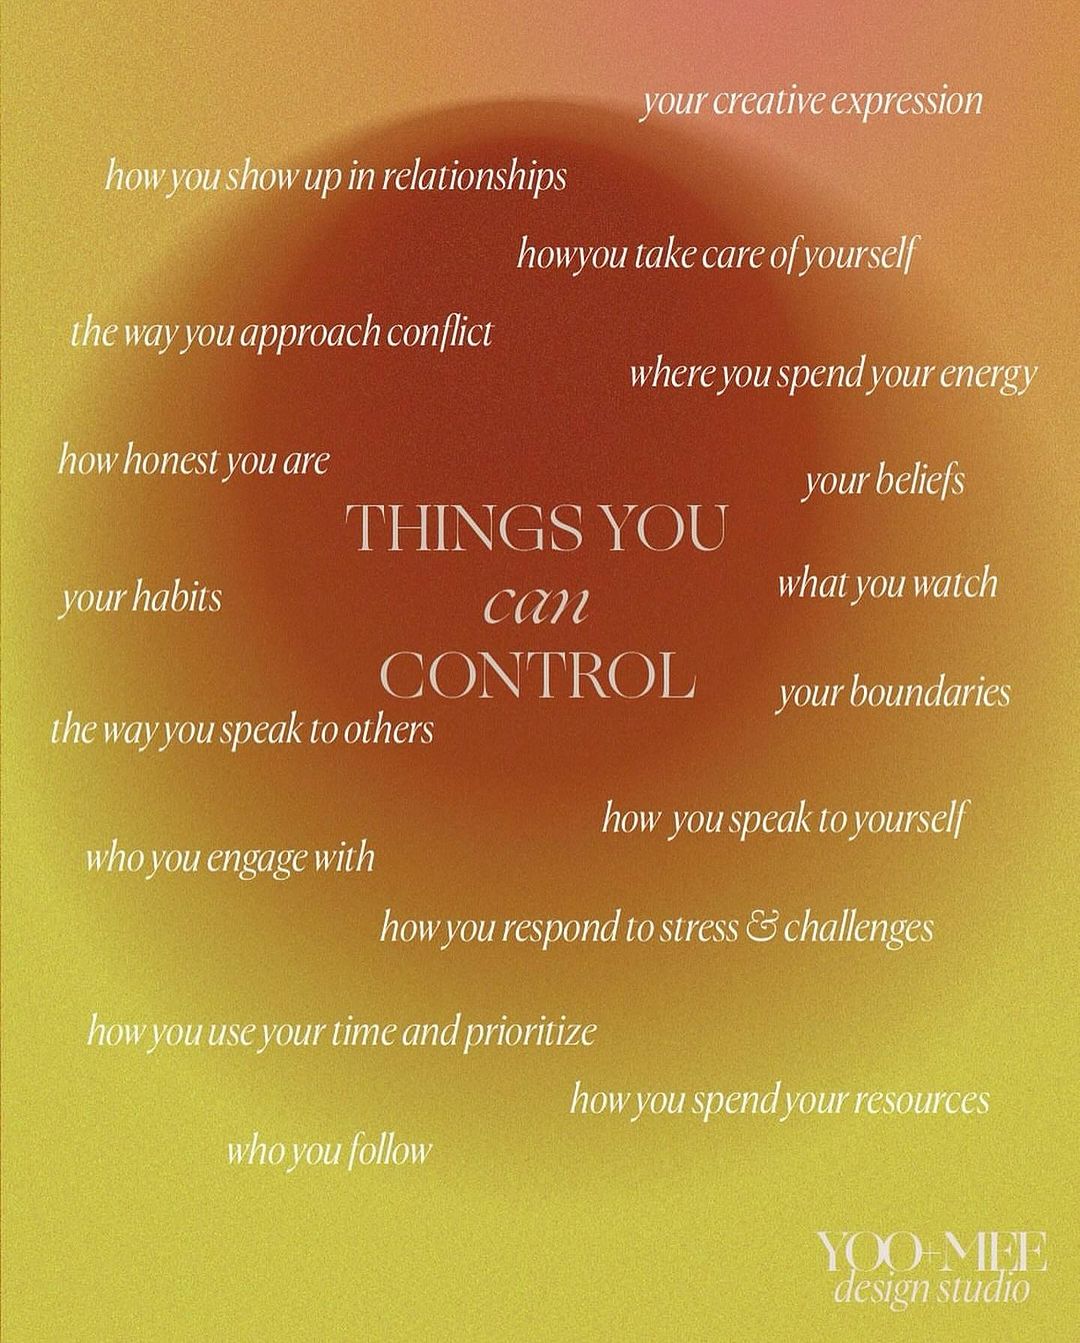 your creative expression
how you show up in relationships
howyou take care of yourself
the way you approach conflict
where you spend your energy
how honest you are
your beliefs
THINGS YOU
can
CONTROL
your habits
what you watch
your boundaries
the way you speak to others
how you speak to yourself
who you engage with
how you respond to stress & challenges
how you use your time and prioritize
how you spend your resources
who you follow
YOO+MEE
design studio